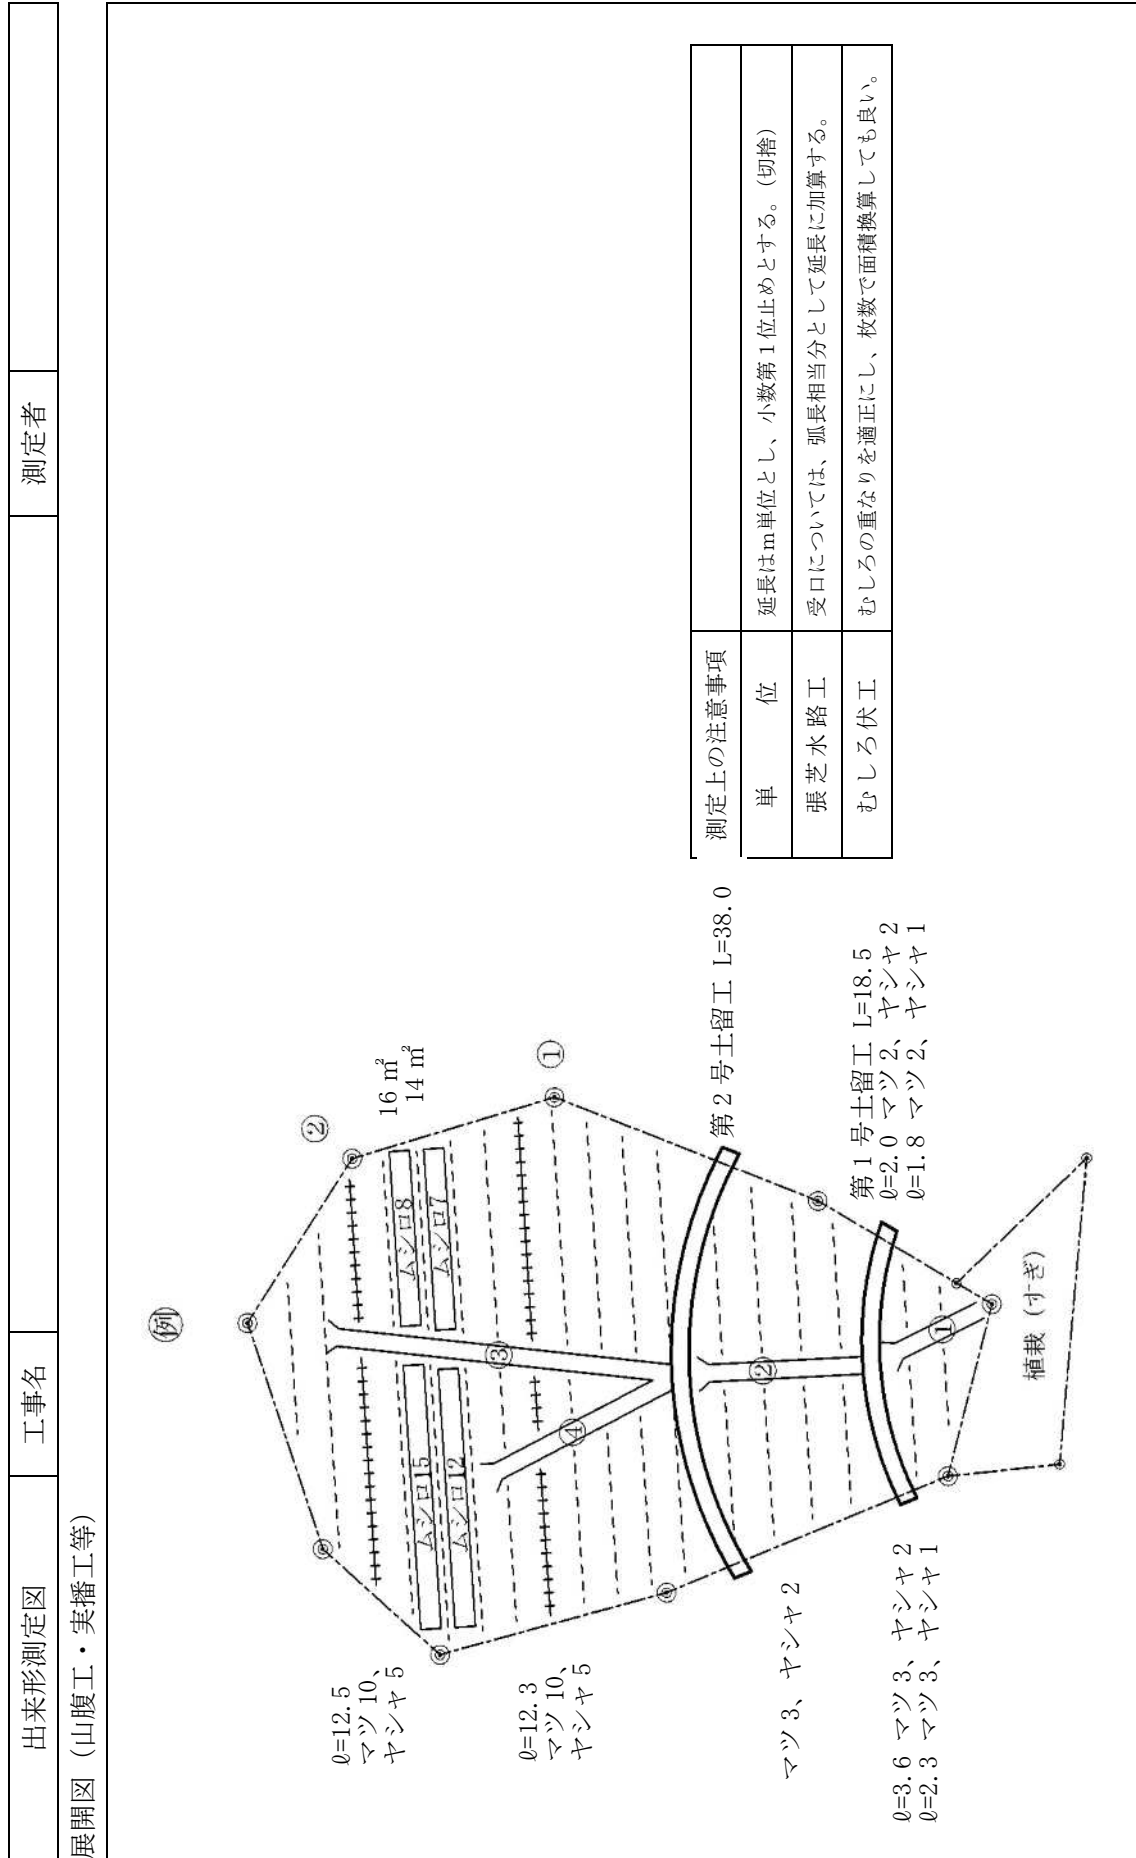 出来形測定図 工事名 測定者
展開図（山腹工・実播工等）
㊕例
②
16㎡
14㎡
①
ℓ=12.5
マツ10、
ヤシャ5
ムシロ15
ムシロ12
ムシロ8
ムシロ7
③
④
ℓ=12.3
マツ10、
ヤシャ5
第2号土留工 L=38.0
②
マツ3、ヤシャ2
第1号土留工 L=18.5
ℓ=2.0 マツ2、ヤシャ2
ℓ=1.8 マツ2、ヤシャ1
ℓ=3.6 マツ3、ヤシャ2
ℓ=2.3 マツ3、ヤシャ1
①
植栽（すぎ）
測定上の注意事項
単位 延長はm単位とし、小数第1位止めとする。（切捨）
張芝水路工 受口については、弧長相当分として延長に加算する。
むしろ伏工 むしろの重なりを適正にし、枚数で面積換算しても良い。